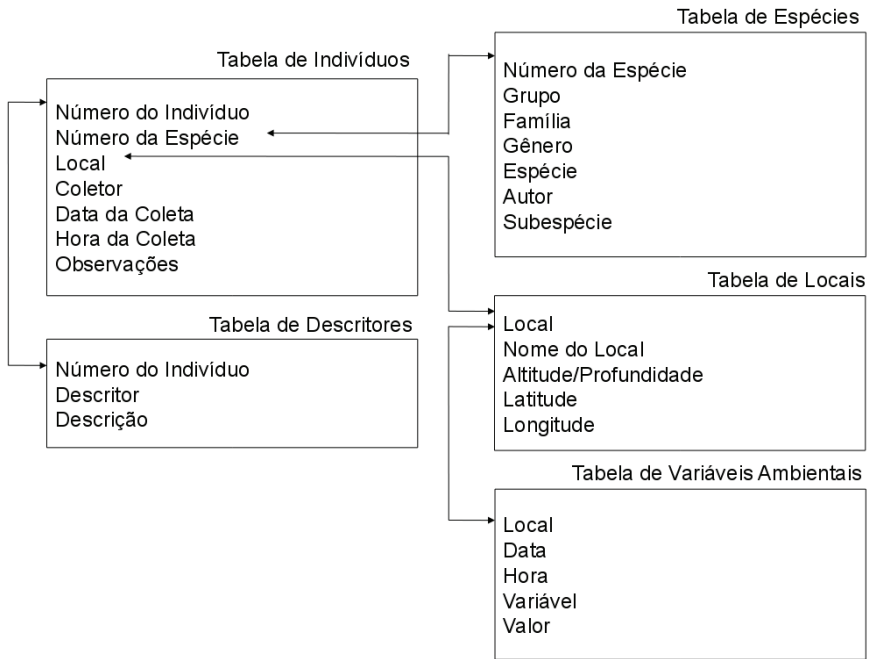 Tabela de Indivíduos
Número do Indivíduo
Número da Espécie
Local
Coletor
Data da Coleta
Hora da Coleta
Observações
Tabela de Descritores
Número do Indivíduo
Descritor
Descrição
Tabela de Espécies
Número da Espécie
Grupo
Família
Gênero
Espécie
Autor
Subespécie
Tabela de Locais
Local
Nome do Local
Altitude/Profundidade
Latitude
Longitude
Tabela de Variáveis Ambientais
Local
Data
Hora
Variável
Valor